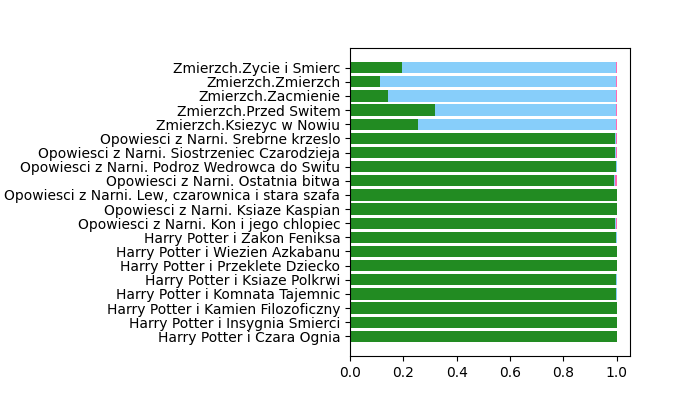 Zmierzch.Zycie i Smierc
Zmierzch.Zmierzch
Zmierzch.Zacmienie
Zmierzch.Przed Switem
Zmierzch.Ksiezyc w Nowiu
Opowiesci z Narni. Srebrne krzeslo
Opowiesci z Narni. Siostrzeniec Czarodzieja
Opowiesci z Narni. Podroz Wedrowca do Switu
Opowiesci z Narni. Ostatnia bitwa
Opowiesci z Narni. Lew, czarownica i stara szafa
Opowiesci z Narni. Ksiaze Kaspian
Opowiesci z Narni. Kon i jego chlopiec
Harry Potter i Zakon Feniksa
Harry Potter i Wiezien Azkabanu
Harry Potter i Przeklete Dziecko
Harry Potter i Ksiaze Polkrwi
Harry Potter i Komnata Tajemnic
Harry Potter i Kamien Filozoficzny
Harry Potter i Insygnia Smierci
Harry Potter i Czara Ognia
0.0 0.2 0.4 0.6 0.8 1.0